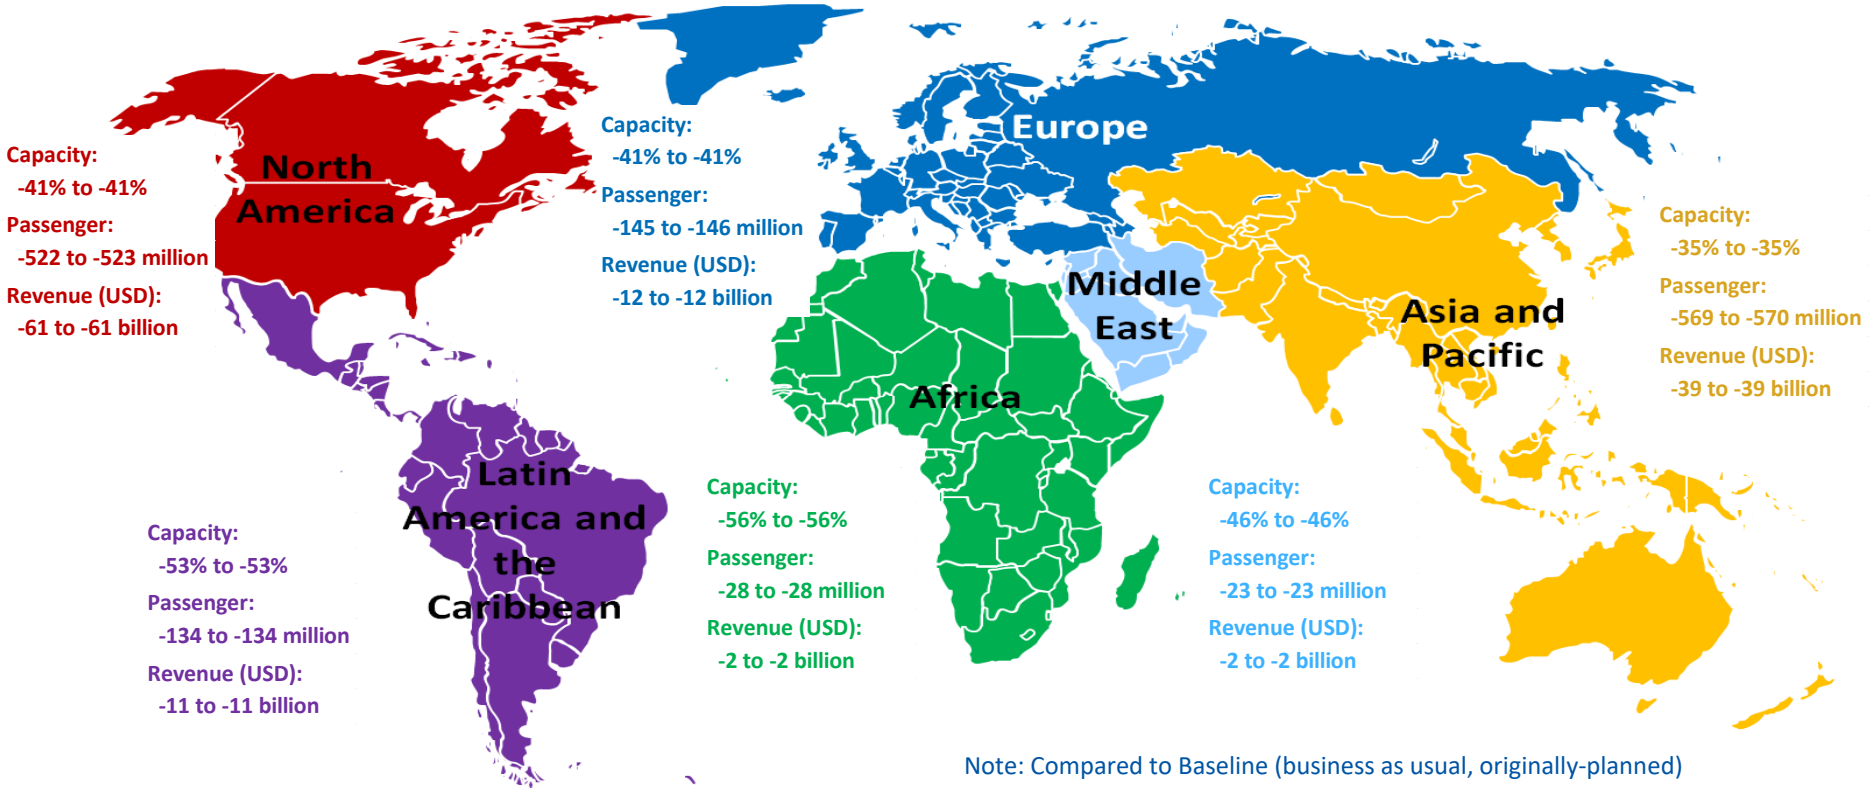 North
America
Capacity:
-41% to -41%
Passenger:
-522 to -523 million
Revenue (USD):
-61 to -61 billion
Europe
Capacity:
-41% to -41%
Passenger:
-145 to -146 million
Revenue (USD):
-12 to -12 billion
Middle
East
Asia and
Pacific
Capacity:
-35% to -35%
Passenger:
-569 to -570 million
Revenue (USD):
-39 to -39 billion
Africa
Latin
America and
the
Caribbean
Capacity:
-53% to -53%
Passenger:
-134 to -134 million
Revenue (USD):
-11 to -11 billion
Capacity:
-56% to -56%
Passenger:
-28 to -28 million
Revenue (USD):
-2 to -2 billion
Capacity:
-46% to -46%
Passenger:
-23 to -23 million
Revenue (USD):
-2 to -2 billion
Note: Compared to Baseline (business as usual, originally-planned)